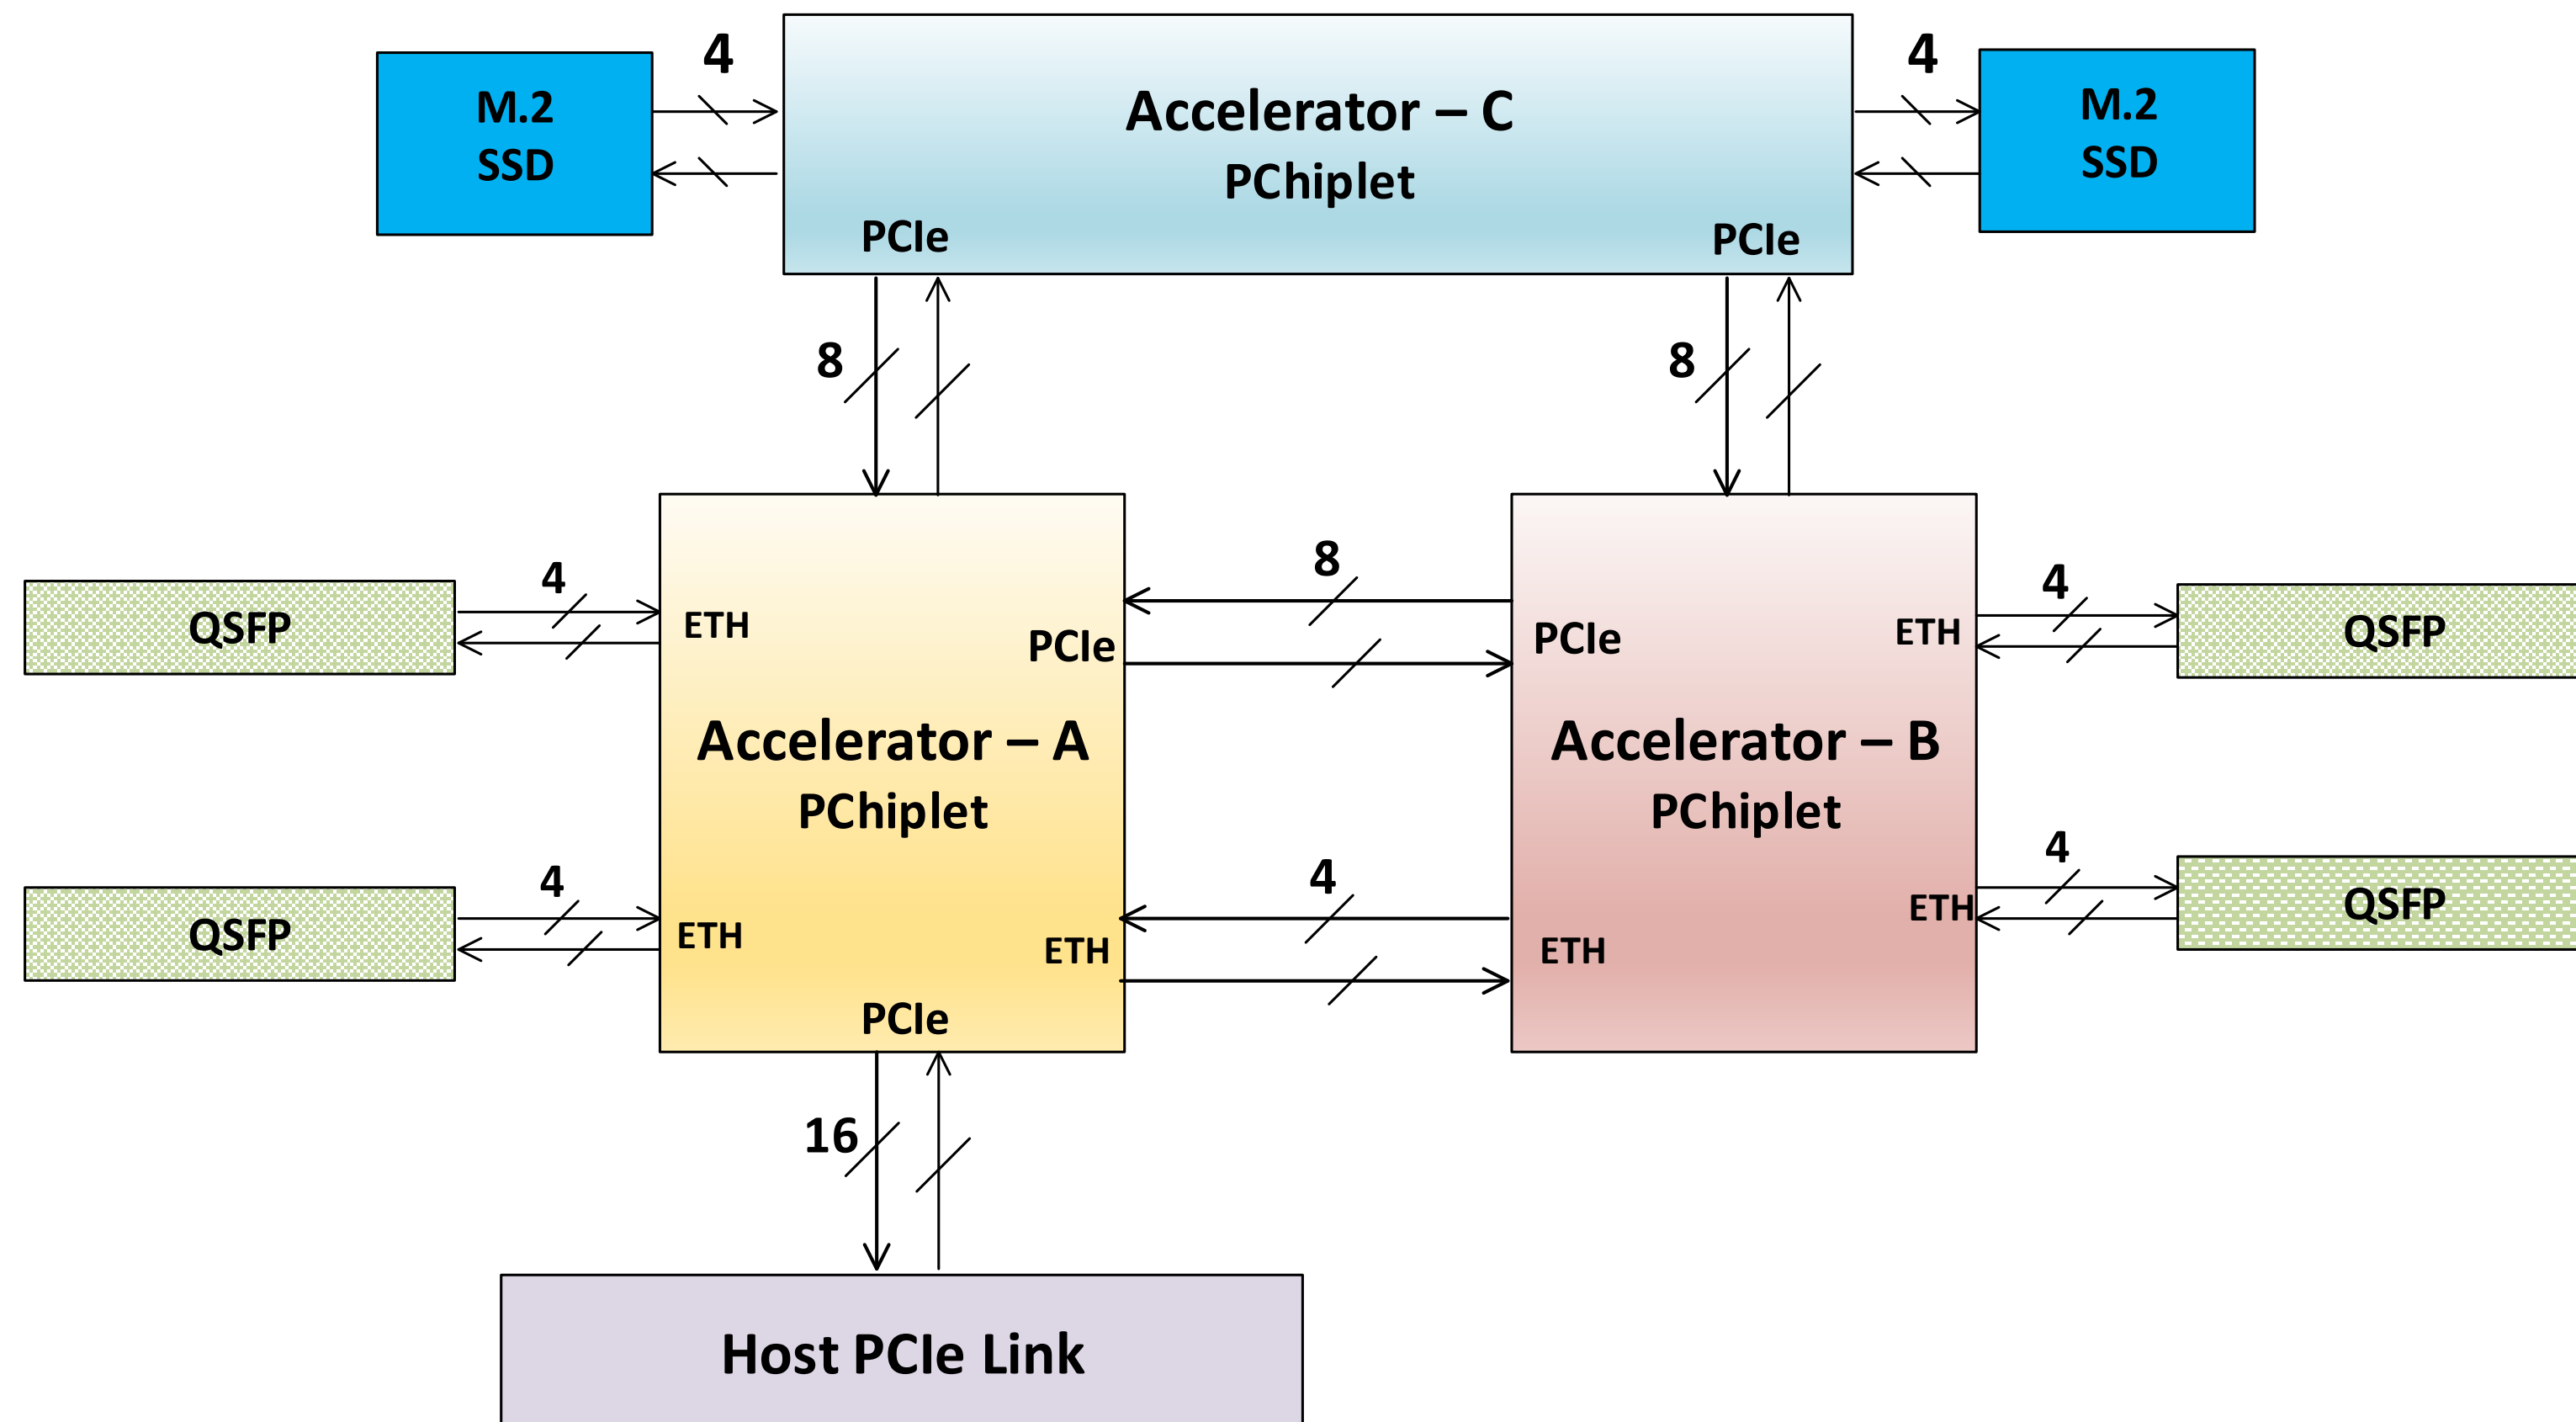 4
4
M.2
SSD
Accelerator – C
PChiplet
M.2
SSD
PCIe
PCIe
8
8
8
4
4
QSFP
ETH
PCIe
PCIe
ETH
QSFP
Accelerator – A
PChiplet
Accelerator – B
PChiplet
4
4
4
QSFP
ETH
ETH
ETH
ETH
QSFP
PCIe
16
Host PCIe Link